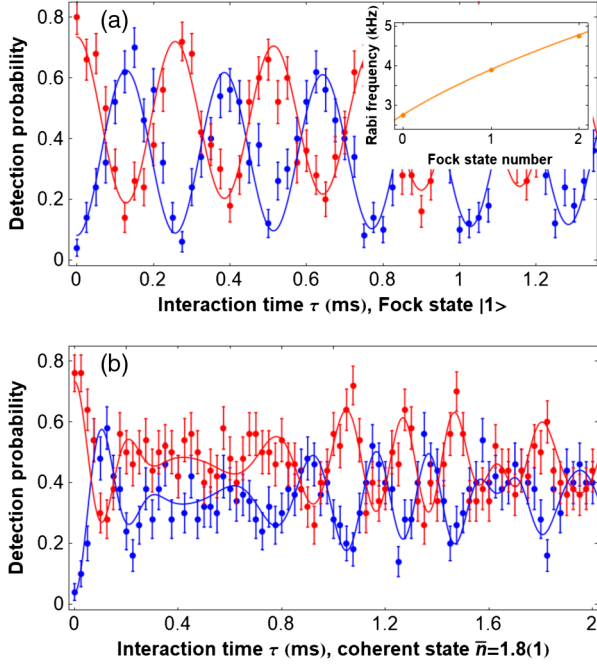 (a)
Detection probability
0.8
0.6
0.4
0.2
0
0 0.2 0.4 0.6 0.8 1 1.2
Interaction time τ (ms), Fock state |1>
Rabi frequency (kHz)
5
4
3
0 1 2
Fock state number
(b)
Detection probability
0.8
0.6
0.4
0.2
0
0 0.4 0.8 1.2 1.6 2
Interaction time τ (ms), coherent state n̅=1.8(1)